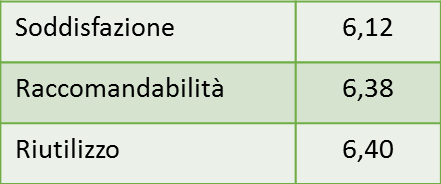 Soddisfazione 6,12
Raccomandabilità 6,38
Riutilizzo 6,40